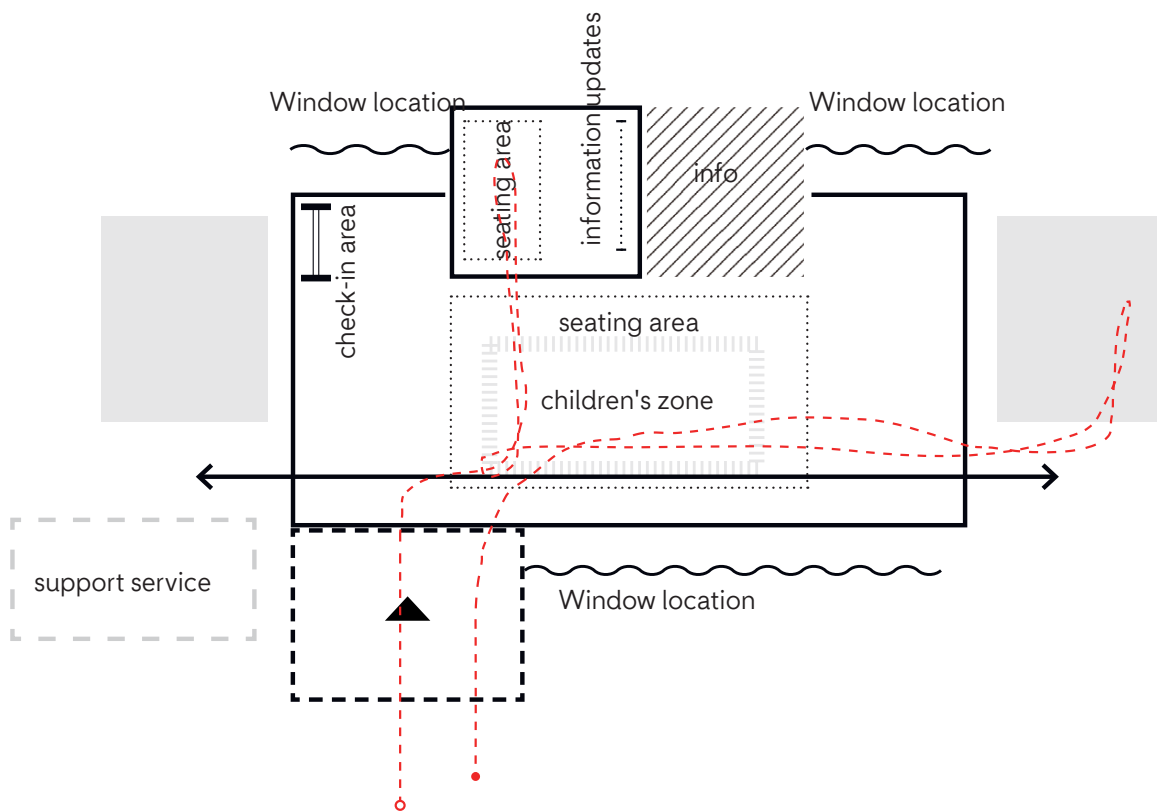 information updates
Window location
Window location
seating area
info
check-in area
seating area
children's zone
support service
Window location